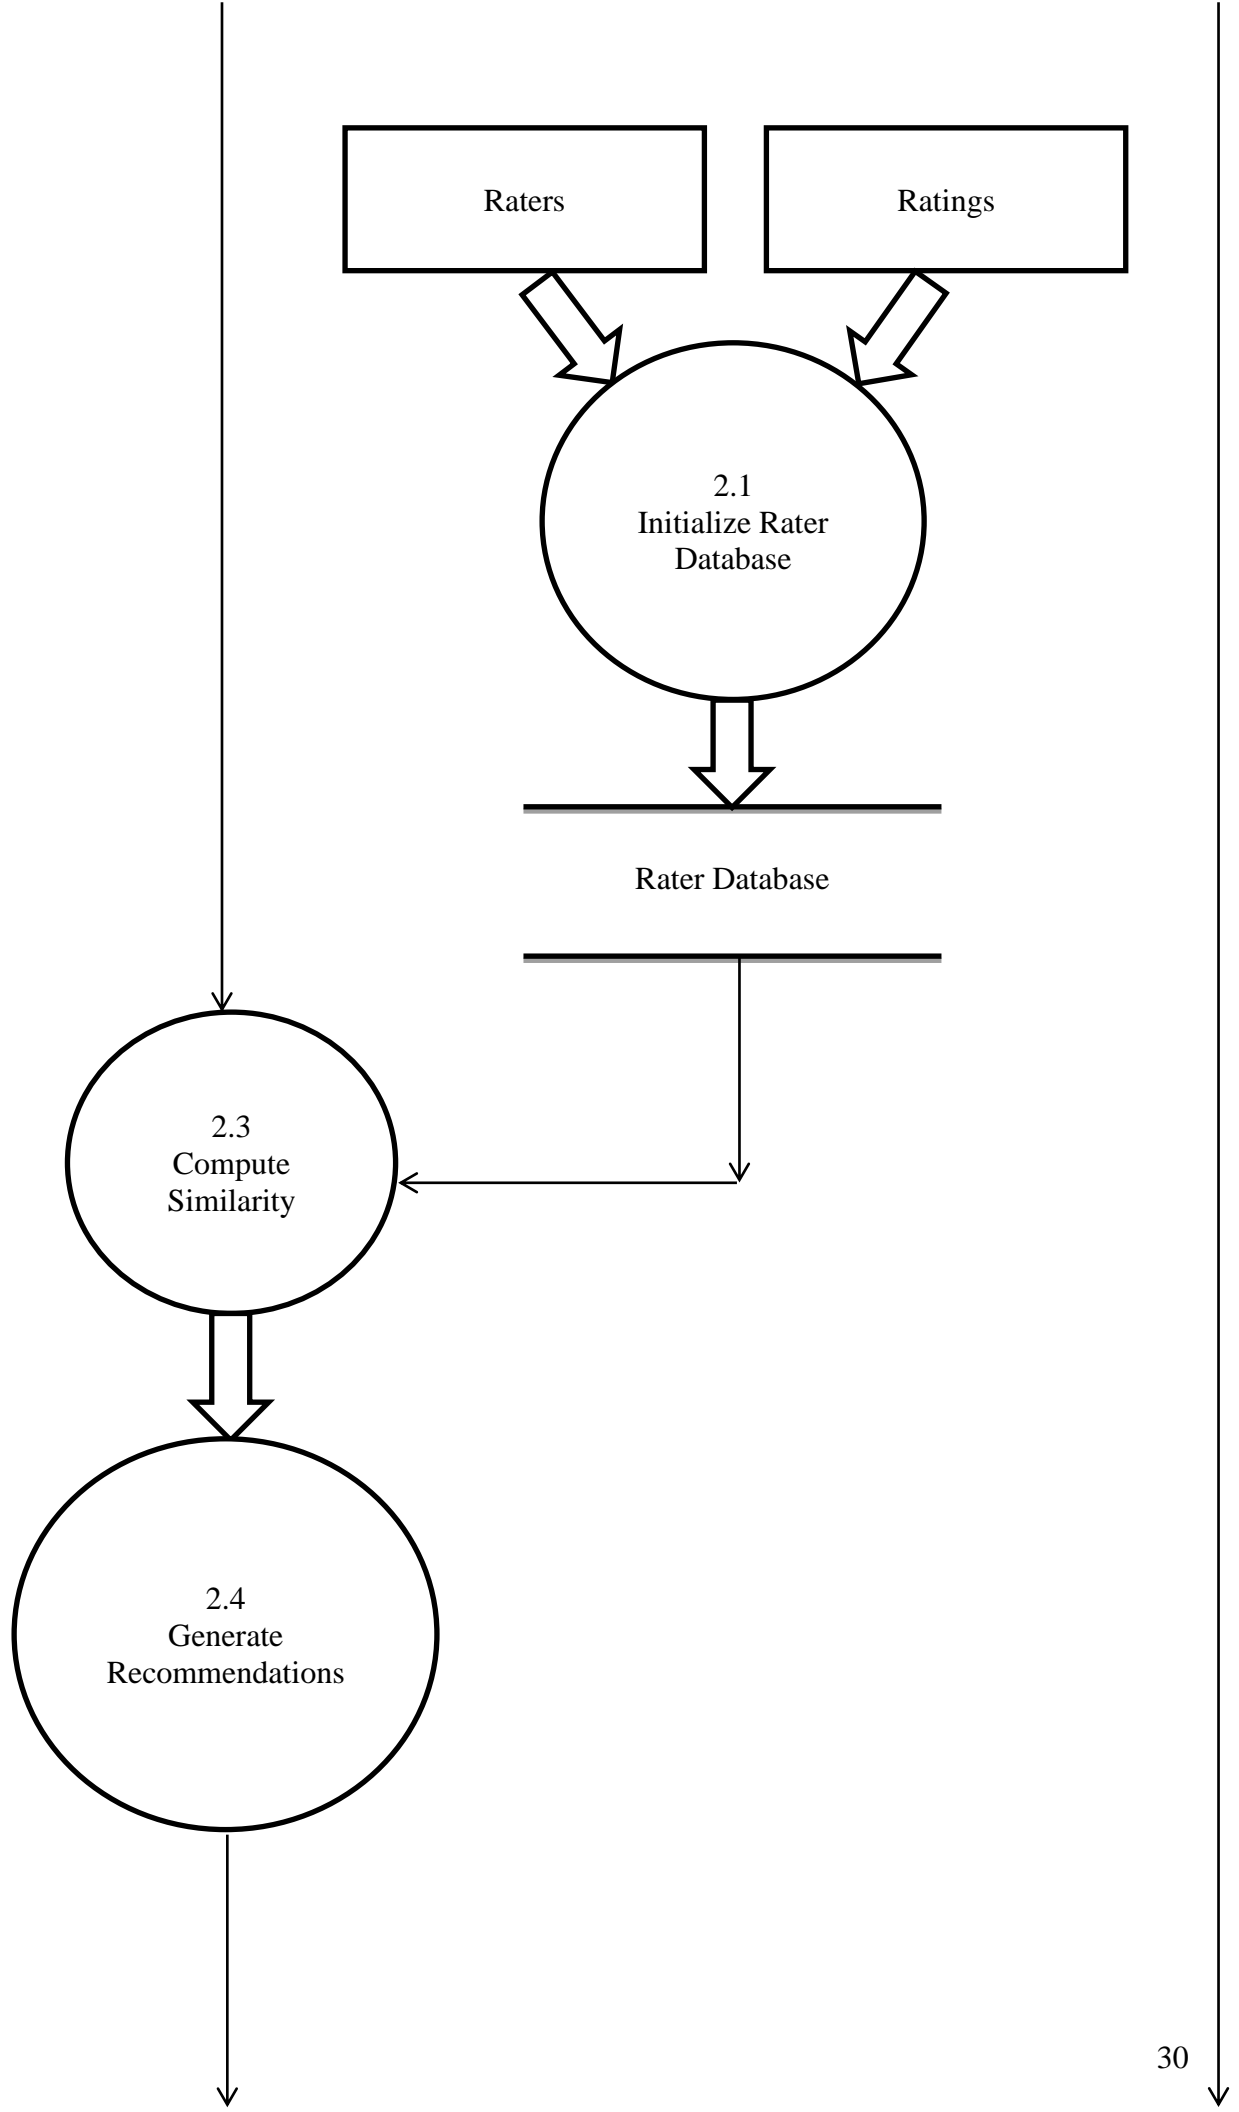 Raters
Ratings
2.1
Initialize Rater
Database
Rater Database
2.3
Compute
Similarity
2.4
Generate
Recommendations
30